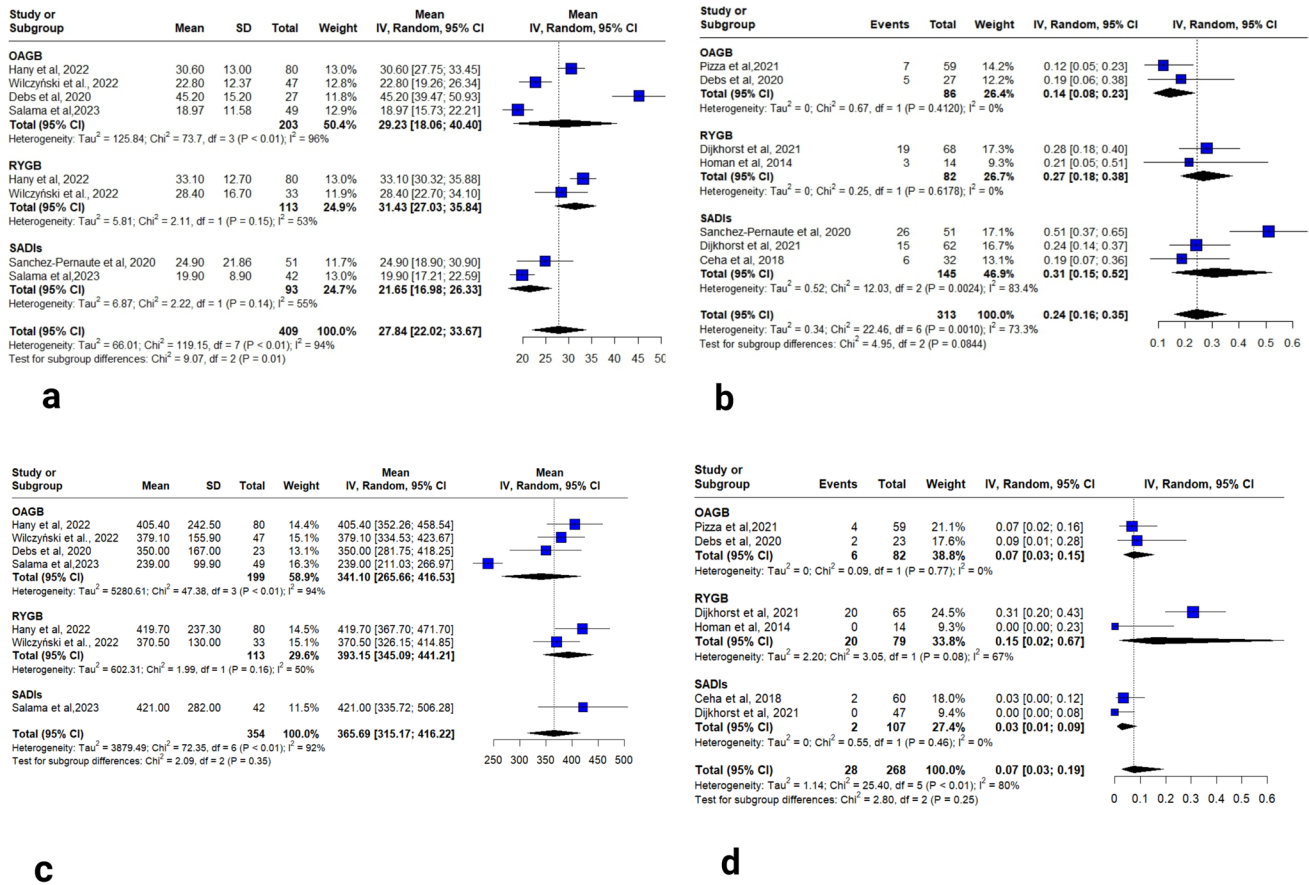 Study or Mean Mean
Subgroup Mean SD Total Weight IV, Random, 95% CI IV, Random, 95% CI
OAGB
Hany et al, 2022 30.60 13.00 80 13.0% 30.60 [27.75; 33.45]
Wilczyński et al., 2022 22.80 12.37 47 12.8% 22.80 [19.26; 26.34]
Debs et al, 2020 45.20 15.20 27 11.8% 45.20 [39.47; 50.93]
Salama et al,2023 18.97 11.58 49 12.9% 18.97 [15.73; 22.21]
Total (95% CI) 203 50.4% 29.23 [18.06; 40.40]
Heterogeneity: Tau² = 125.84; Chi² = 73.7, df = 3 (P < 0.01); I² = 96%
RYGB
Hany et al, 2022 33.10 12.70 80 13.0% 33.10 [30.32; 35.88]
Wilczyński et al, 2022 28.40 16.70 33 11.9% 28.40 [22.70; 34.10]
Total (95% CI) 113 24.9% 31.43 [27.03; 35.84]
Heterogeneity: Tau² = 5.81; Chi² = 2.11, df = 1 (P = 0.15); I² = 53%
SADIs
Sanchez-Pernaute et al, 2020 24.90 21.86 51 11.7% 24.90 [18.90; 30.90]
Salama et al,2023 19.90 8.90 42 13.0% 19.90 [17.21; 22.59]
Total (95% CI) 93 24.7% 21.65 [16.98; 26.33]
Heterogeneity: Tau² = 6.87; Chi² = 2.22, df = 1 (P = 0.14); I² = 55%
Total (95% CI) 409 100.0% 27.84 [22.02; 33.67]
Heterogeneity: Tau² = 66.01; Chi² = 119.15, df = 7 (P < 0.01); I² = 94%
Test for subgroup differences: Chi² = 9.07, df = 2 (P = 0.01)
20 25 30 35 40 45 50
a
Study or
Subgroup Events Total Weight IV, Random, 95% CI IV, Random, 95% CI
OAGB
Pizza et al,2021 7 59 14.2% 0.12 [0.05; 0.23]
Debs et al, 2020 5 27 12.2% 0.19 [0.06; 0.38]
Total (95% CI) 86 26.4% 0.14 [0.08; 0.23]
Heterogeneity: Tau² = 0; Chi² = 0.67, df = 1 (P = 0.4120); I² = 0%
RYGB
Dijkhorst et al, 2021 19 68 17.3% 0.28 [0.18; 0.40]
Homan et al, 2014 3 14 9.3% 0.21 [0.05; 0.51]
Total (95% CI) 82 26.7% 0.27 [0.18; 0.38]
Heterogeneity: Tau² = 0; Chi² = 0.25, df = 1 (P = 0.6178); I² = 0%
SADIs
Sanchez-Pernaute et al, 2020 26 51 17.1% 0.51 [0.37; 0.65]
Dijkhorst et al, 2021 15 62 16.7% 0.24 [0.14; 0.37]
Ceha et al, 2018 6 32 13.1% 0.19 [0.07; 0.36]
Total (95% CI) 145 46.9% 0.31 [0.15; 0.52]
Heterogeneity: Tau² = 0.52; Chi² = 12.03, df = 2 (P = 0.0024); I² = 83.4%
Total (95% CI) 313 100.0% 0.24 [0.16; 0.35]
Heterogeneity: Tau² = 0.34; Chi² = 22.46, df = 6 (P = 0.0010); I² = 73.3%
Test for subgroup differences: Chi² = 4.95, df = 2 (P = 0.0844)
0.1 0.2 0.3 0.4 0.5 0.6
b
Study or Mean Mean
Subgroup Mean SD Total Weight IV, Random, 95% CI IV, Random, 95% CI
OAGB
Hany et al, 2022 405.40 242.50 80 14.4% 405.40 [352.26; 458.54]
Wilczyński et al., 2022 379.10 155.90 47 15.1% 379.10 [334.53; 423.67]
Debs et al, 2020 350.00 167.00 23 13.1% 350.00 [281.75; 418.25]
Salama et al,2023 239.00 99.90 49 16.3% 239.00 [211.03; 266.97]
Total (95% CI) 199 58.9% 341.10 [265.66; 416.53]
Heterogeneity: Tau² = 5280.61; Chi² = 47.38, df = 3 (P < 0.01); I² = 94%
RYGB
Hany et al, 2022 419.70 237.30 80 14.5% 419.70 [367.70; 471.70]
Wilczyński et al, 2022 370.50 130.00 33 15.1% 370.50 [326.15; 414.85]
Total (95% CI) 113 29.6% 393.15 [345.09; 441.21]
Heterogeneity: Tau² = 602.31; Chi² = 1.99, df = 1 (P = 0.16); I² = 50%
SADIs
Salama et al,2023 421.00 282.00 42 11.5% 421.00 [335.72; 506.28]
Total (95% CI) 354 100.0% 365.69 [315.17; 416.22]
Heterogeneity: Tau² = 3879.49; Chi² = 72.35, df = 6 (P < 0.01); I² = 92%
Test for subgroup differences: Chi² = 2.09, df = 2 (P = 0.35)
250 300 350 400 450 500
c
Study or
Subgroup Events Total Weight IV, Random, 95% CI IV, Random, 95% CI
OAGB
Pizza et al,2021 4 59 21.1% 0.07 [0.02; 0.16]
Debs et al, 2020 2 23 17.6% 0.09 [0.01; 0.28]
Total (95% CI) 6 82 38.8% 0.07 [0.03; 0.15]
Heterogeneity: Tau² = 0; Chi² = 0.09, df = 1 (P = 0.77); I² = 0%
RYGB
Dijkhorst et al, 2021 20 65 24.5% 0.31 [0.20; 0.43]
Homan et al, 2014 0 14 9.3% 0.00 [0.00; 0.23]
Total (95% CI) 20 79 33.8% 0.15 [0.02; 0.67]
Heterogeneity: Tau² = 2.20; Chi² = 3.05, df = 1 (P = 0.08); I² = 67%
SADIs
Ceha et al, 2018 2 60 18.0% 0.03 [0.00; 0.12]
Dijkhorst et al, 2021 0 47 9.4% 0.00 [0.00; 0.08]
Total (95% CI) 2 107 27.4% 0.03 [0.01; 0.09]
Heterogeneity: Tau² = 0; Chi² = 0.55, df = 1 (P = 0.46); I² = 0%
Total (95% CI) 28 268 100.0% 0.07 [0.03; 0.19]
Heterogeneity: Tau² = 1.14; Chi² = 25.40, df = 5 (P < 0.01); I² = 80%
Test for subgroup differences: Chi² = 2.80, df = 2 (P = 0.25)
0 0.1 0.2 0.3 0.4 0.5 0.6
d